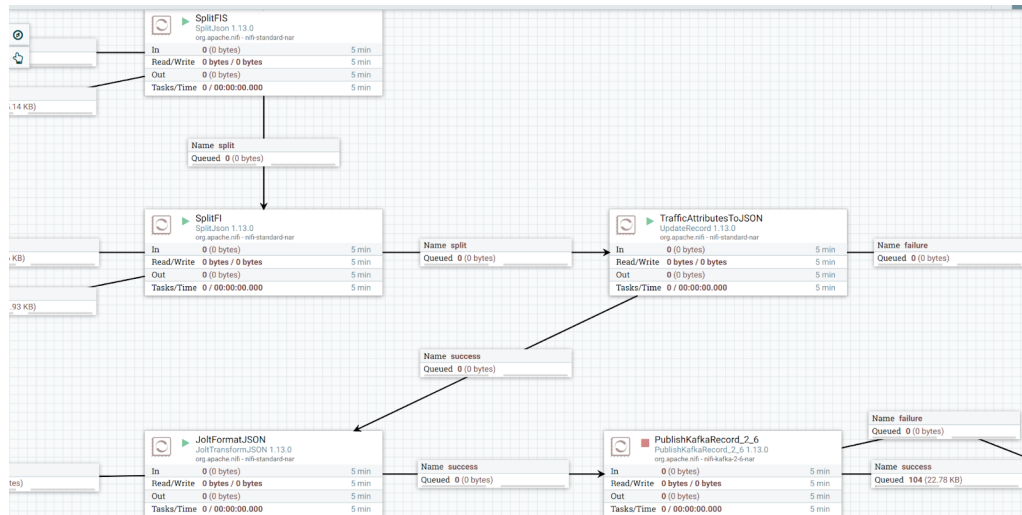 SplitFIS
SplitJson 1.13.0
org.apache.nifi - nifi-standard-nar
In 0 (0 bytes) 5 min
Read/Write 0 bytes / 0 bytes 5 min
Out 0 (0 bytes) 5 min
Tasks/Time 0 / 00:00:00.000 5 min
.14 KB)
Name split
Queued 0 (0 bytes)
SplitFI
SplitJson 1.13.0
org.apache.nifi - nifi-standard-nar
In 0 (0 bytes) 5 min
Read/Write 0 bytes / 0 bytes 5 min
Out 0 (0 bytes) 5 min
Tasks/Time 0 / 00:00:00.000 5 min
KB)
.93 KB)
Name split
Queued 0 (0 bytes)
TrafficAttributesToJSON
UpdateRecord 1.13.0
org.apache.nifi - nifi-standard-nar
In 0 (0 bytes) 5 min
Read/Write 0 bytes / 0 bytes 5 min
Out 0 (0 bytes) 5 min
Tasks/Time 0 / 00:00:00.000 5 min
Name failure
Queued 0 (0 bytes)
Name success
Queued 0 (0 bytes)
JoltFormatJSON
JoltTransformJSON 1.13.0
org.apache.nifi - nifi-standard-nar
In 0 (0 bytes) 5 min
Read/Write 0 bytes / 0 bytes 5 min
Out 0 (0 bytes) 5 min
Tasks/Time 0 / 00:00:00.000 5 min
tes)
Name success
Queued 0 (0 bytes)
PublishKafkaRecord_2_6
PublishKafkaRecord_2_6 1.13.0
org.apache.nifi - nifi-kafka-2-6-nar
In 0 (0 bytes) 5 min
Read/Write 0 bytes / 0 bytes 5 min
Out 0 (0 bytes) 5 min
Tasks/Time 0 / 00:00:00.000 5 min
Name failure
Queued 0 (0 bytes)
Name success
Queued 104 (22.78 KB)